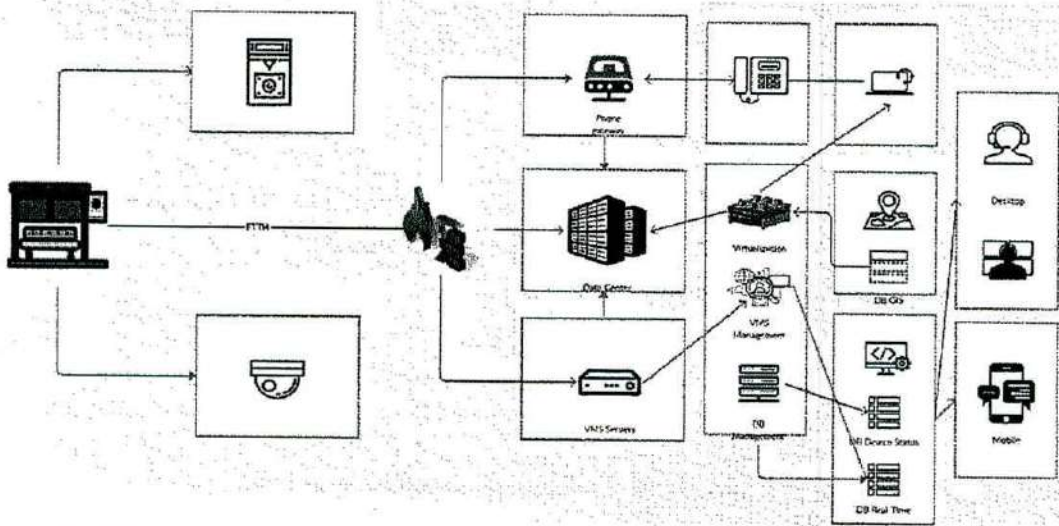 FTTH
Phone
Data Center
VMS Servers
Virtualization
VMS
Management
DB
Management
DB GIS
DB Device Status
DB Real Time
Desktop
Mobile